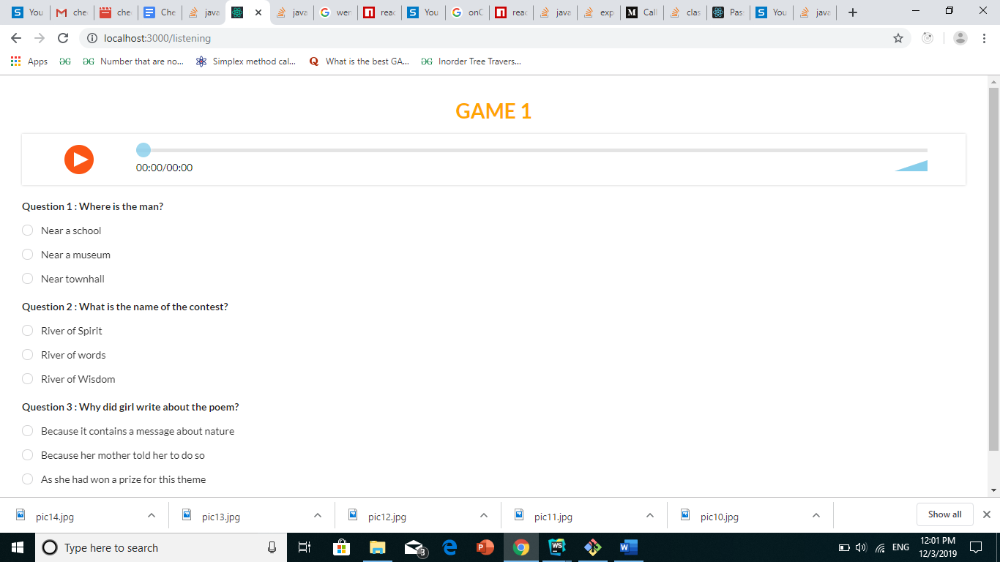 You
che
che
Che
java
java
wer
reac
You
onC
reac
java
exp
Call
clas
Pas
You
java
localhost:3000/listening
Apps
Number that are no...
Simplex method cal...
What is the best GA...
Inorder Tree Travers...
GAME 1
00:00/00:00
Question 1 : Where is the man?
Near a school
Near a museum
Near townhall
Question 2 : What is the name of the contest?
River of Spirit
River of words
River of Wisdom
Question 3 : Why did girl write about the poem?
Because it contains a message about nature
Because her mother told her to do so
As she had won a prize for this theme
pic14.jpg
pic13.jpg
pic12.jpg
pic11.jpg
pic10.jpg
Show all
Type here to search
3
ENG
12:01 PM
12/3/2019